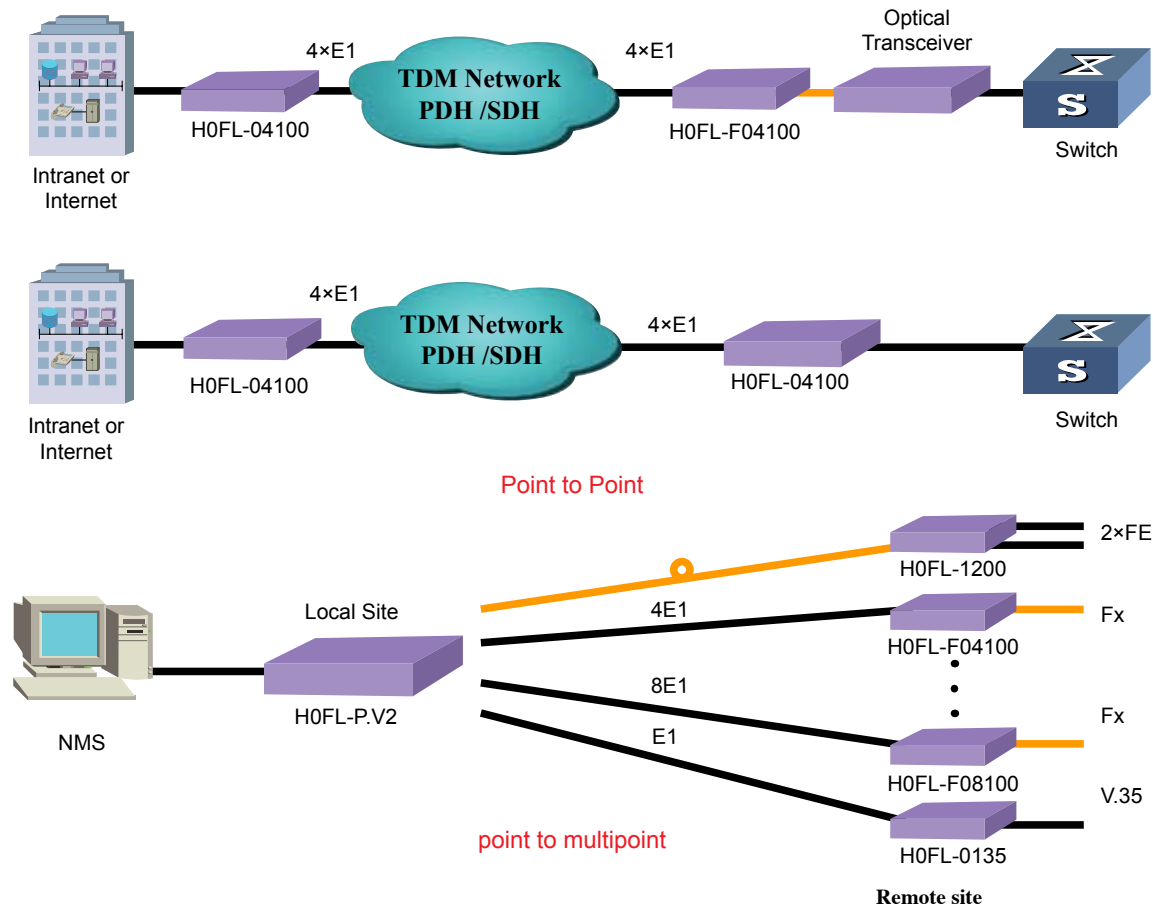 Optical
Transceiver
4×E1
4×E1
TDM Network
PDH /SDH
H0FL-04100
H0FL-F04100
S
Switch
Intranet or
Internet
4×E1
TDM Network
PDH /SDH
4×E1
H0FL-04100
H0FL-04100
S
Switch
Intranet or
Internet
Point to Point
2×FE
H0FL-1200
Local Site
4E1
Fx
H0FL-F04100
8E1
H0FL-P.V2
Fx
NMS
E1
H0FL-F08100
V.35
point to multipoint
H0FL-0135
Remote site